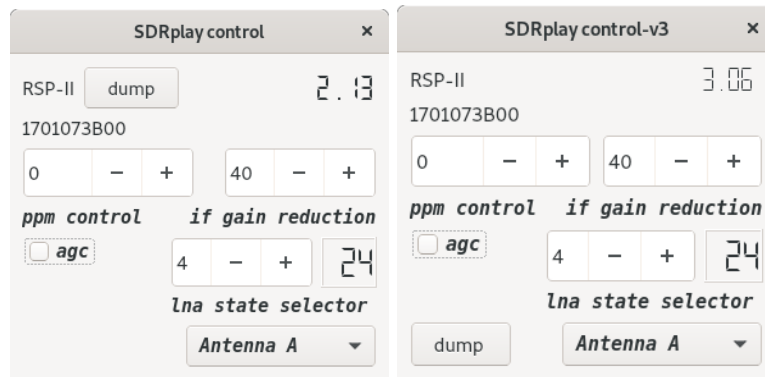 SDRplay control ×
RSP-II dump 2.13
1701073B00
0 − + 40 − +
ppm control if gain reduction
agc 4 − + 24
lna state selector
Antenna A
SDRplay control-v3 ×
RSP-II 3.06
1701073B00
0 − + 40 − +
ppm control if gain reduction
agc 4 − + 24
lna state selector
dump Antenna A